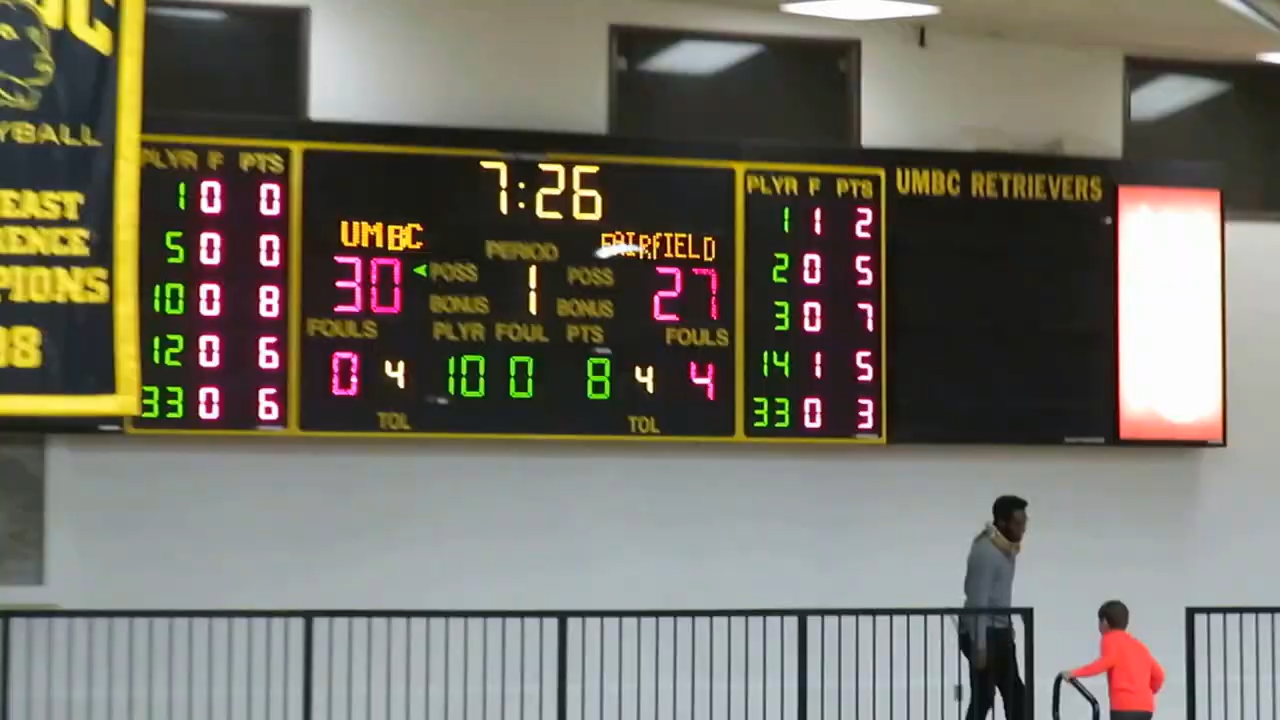 YBALL
EAST
RENCE
PIONS
PLYR F PTS
1 0 0
5 0 0
10 0 8
12 0 6
33 0 6
7:26
UMBC
FAIRFIELD
PERIOD
30 POSS 1 POSS 27
BONUS BONUS
FOULS PLYR FOUL PTS FOULS
0 4 10 0 8 4 4
TOL TOL
PLYR F PTS
1 1 2
2 0 5
3 0 7
14 1 5
33 0 3
UMBC RETRIEVERS